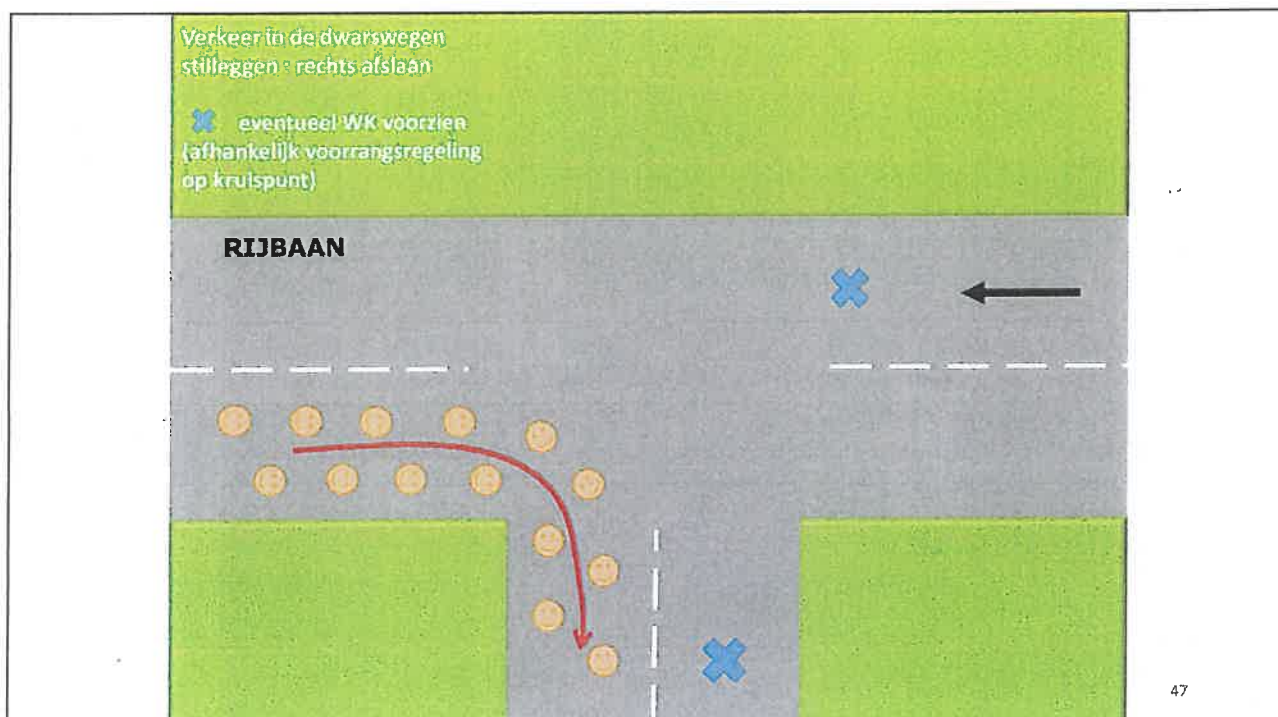 Verkeer in de dwarswegen
stilleggen : rechts afslaan
eventueel WK voorzien
(afhankelijk voorrangsregeling
op kruispunt)
RIJBAAN
47